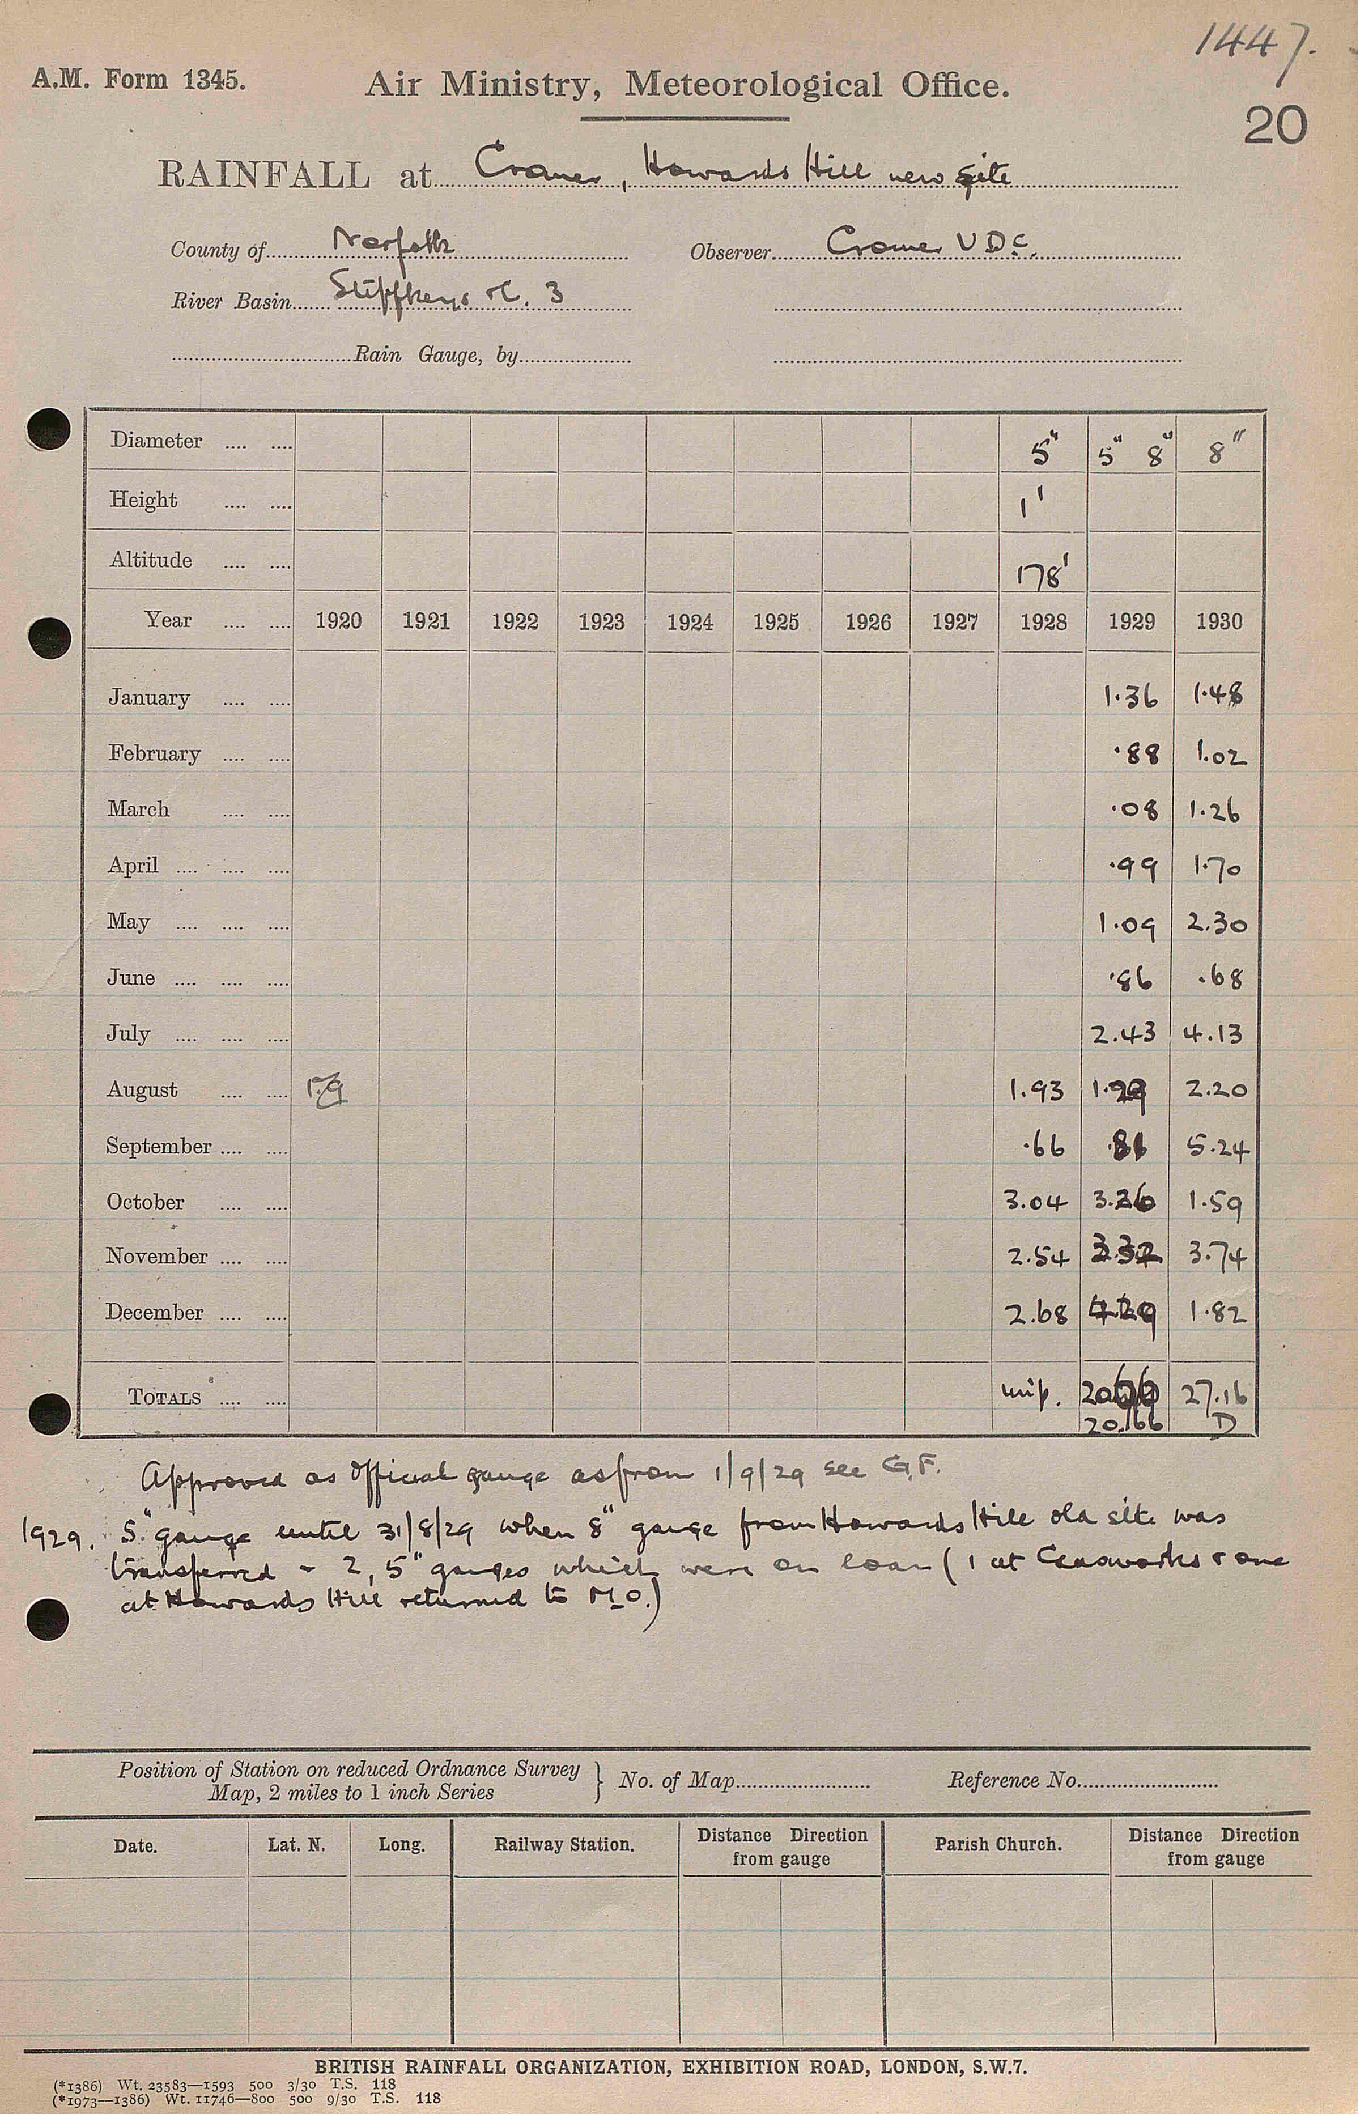 1447.
A.M. Form 1345. Air Ministry, Meteorological Office.
20
RAINFALL at Cromer, Howards Hill new site
County of Norfolk Observer Cromer U D C.
River Basin Stiffkey &c. 3
Rain Gauge, by
Diameter .... .... 5" 5" 8" 8"
Height .... .... 1'
Altitude .... .... 178'
Year .... .... 1920 1921 1922 1923 1924 1925 1926 1927 1928 1929 1930
January .... .... 1.36 1.48
February .... .... .88 1.02
March .... .... .08 1.26
April .... .... .... .99 1.70
May .... .... .... 1.09 2.30
June .... .... .... .86 .68
July .... .... .... 2.43 4.13
August .... .... 1.93 2.20
September .... .... .66 5.24
October .... .... 3.04 3.26 1.59
November .... .... 2.54 3.32 3.74
December .... .... 2.68 1.82
TOTALS .... .... 27.16
20.66 D
Approved as official gauge as from 1/9/29 see G.F.
1929. 5" gauge until 31/8/29 when 8" gauge from Howards Hill old site was
transferred - 2, 5" gauges which were on loan (1 at Gasworks & one
at Howards Hill returned to M.O.)
Position of Station on reduced Ordnance Survey
Map, 2 miles to 1 inch Series } No. of Map Reference No.
Date. Lat. N. Long. Railway Station. Distance Direction from gauge Parish Church. Distance Direction from gauge
BRITISH RAINFALL ORGANIZATION, EXHIBITION ROAD, LONDON, S.W.7.
(*1386) Wt. 23583—1593 500 3/30 T.S. 118
(*1973—1386) Wt. 11746—800 500 9/30 T.S. 118